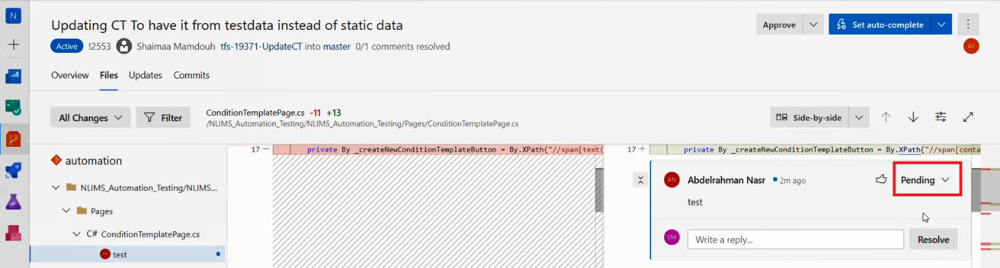 N
Updating CT To have it from testdata instead of static data
Approve
Set auto-complete
Active !2553 Shaimaa Mamdouh tfs-19371-UpdateCT into master 0/1 comments resolved
AE
Overview Files Updates Commits
All Changes
Filter
ConditionTemplatePage.cs -11 +13
/NLIMS_Automation_Testing/NLIMS_Automation_Testing/Pages/ConditionTemplatePage.cs
Side-by-side
automation
NLIMS_Automation_Testing/NLIMS...
Pages
C# ConditionTemplatePage.cs
AN test
17 — private By _createNewConditionTemplateButton = By.XPath("//span[text(
17 + private By _createNewConditionTemplateButton = By.XPath("//span[conta
AN Abdelrahman Nasr 2m ago
Pending
test
SM Write a reply...
Resolve